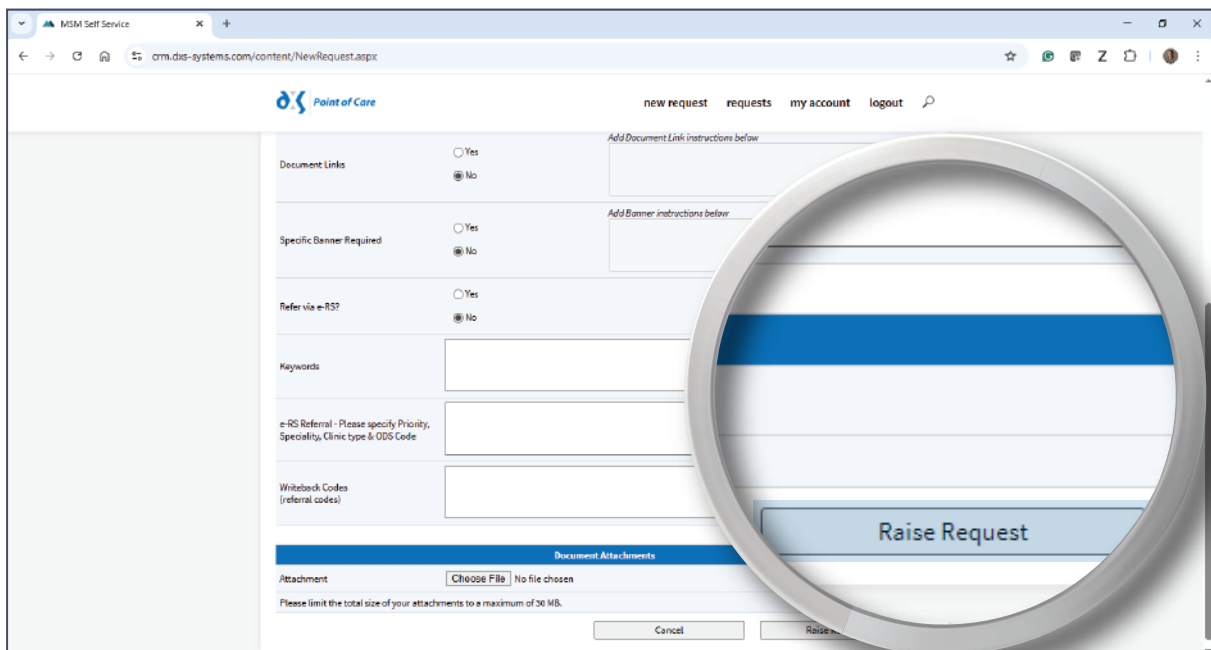 MSM Self Service
crm.dxs-systems.com/content/NewRequest.aspx
dxs Point of Care
new request requests my account logout
Add Document Link instructions below
Document Links
Yes
No
Add Banner instructions below
Specific Banner Required
Yes
No
Refer via e-RS?
Yes
No
Keywords
e-RS Referral - Please specify Priority,
Speciality, Clinic type & ODS Code
Writeback Codes
(referral codes)
Raise Request
Document Attachments
Attachment Choose File No file chosen
Please limit the total size of your attachments to a maximum of 30 MB.
Cancel Raise